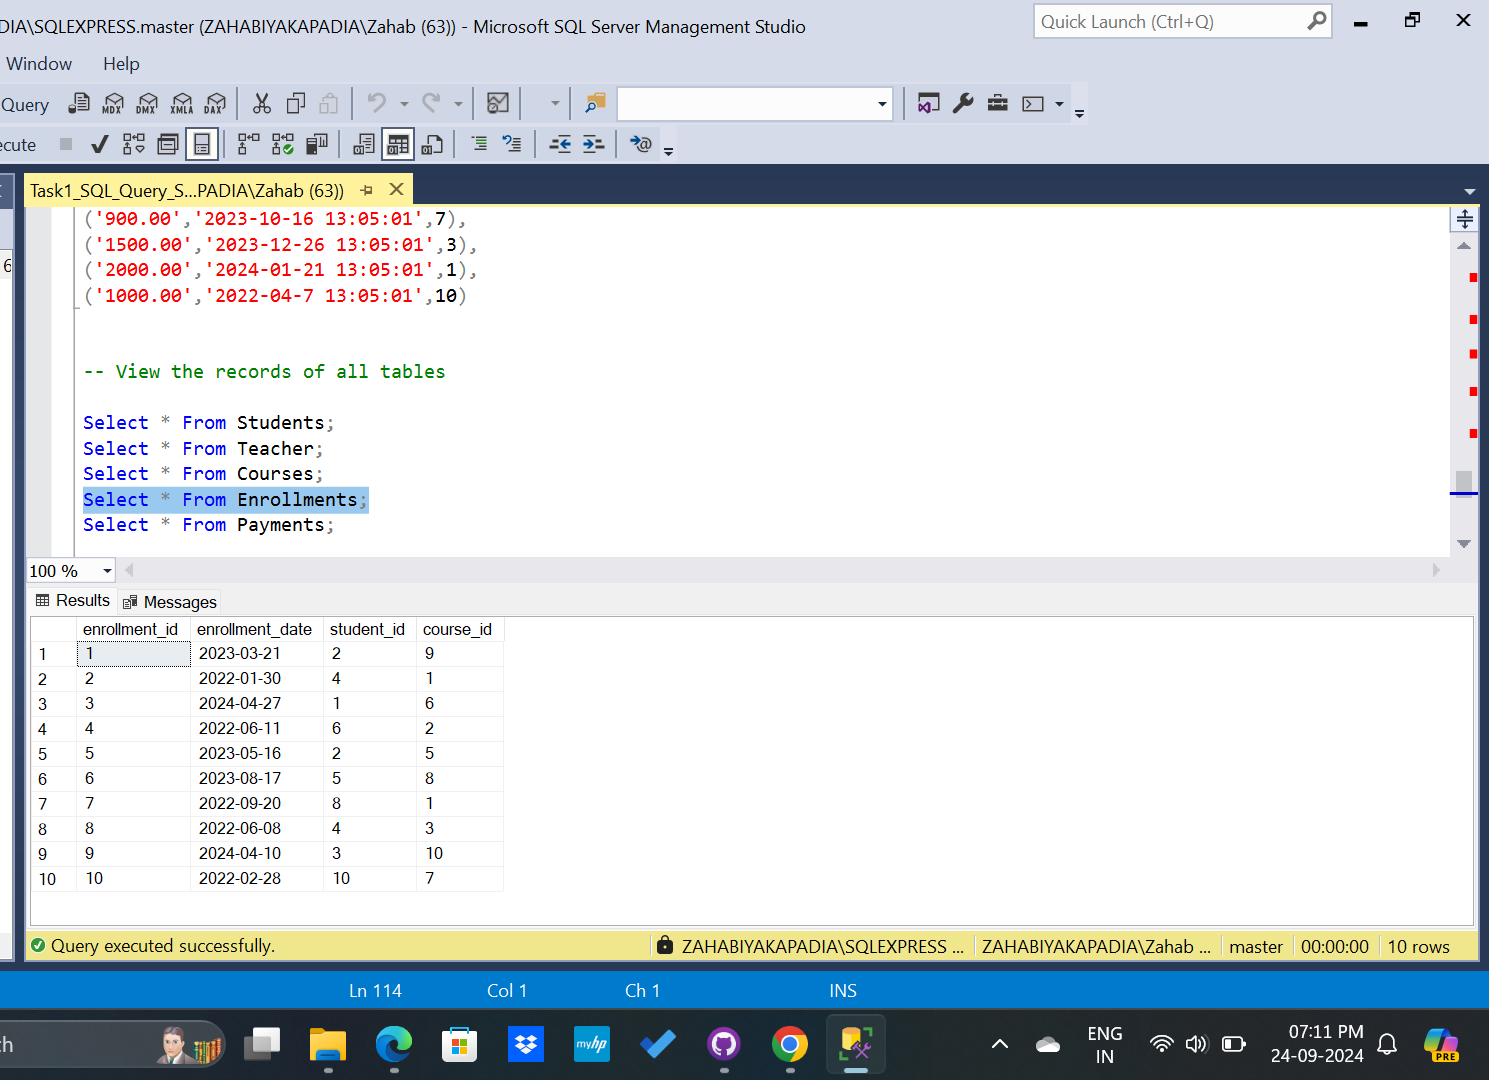 DIA\SQLEXPRESS.master (ZAHABIYAKAPADIA\Zahab (63)) - Microsoft SQL Server Management Studio
Quick Launch (Ctrl+Q)
Window Help
Query MDX DMX XMLA DAX
ecute
Task1_SQL_Query_S...PADIA\Zahab (63))
6
('900.00','2023-10-16 13:05:01',7),
('1500.00','2023-12-26 13:05:01',3),
('2000.00','2024-01-21 13:05:01',1),
('1000.00','2022-04-7 13:05:01',10)
-- View the records of all tables
Select * From Students;
Select * From Teacher;
Select * From Courses;
Select * From Enrollments;
Select * From Payments;
100 %
Results Messages
enrollment_id enrollment_date student_id course_id
1 1 2023-03-21 2 9
2 2 2022-01-30 4 1
3 3 2024-04-27 1 6
4 4 2022-06-11 6 2
5 5 2023-05-16 2 5
6 6 2023-08-17 5 8
7 7 2022-09-20 8 1
8 8 2022-06-08 4 3
9 9 2024-04-10 3 10
10 10 2022-02-28 10 7
Query executed successfully. ZAHABIYAKAPADIA\SQLEXPRESS ... ZAHABIYAKAPADIA\Zahab ... master 00:00:00 10 rows
Ln 114 Col 1 Ch 1 INS
ch
myhp
ENG
IN
07:11 PM
24-09-2024
PRE